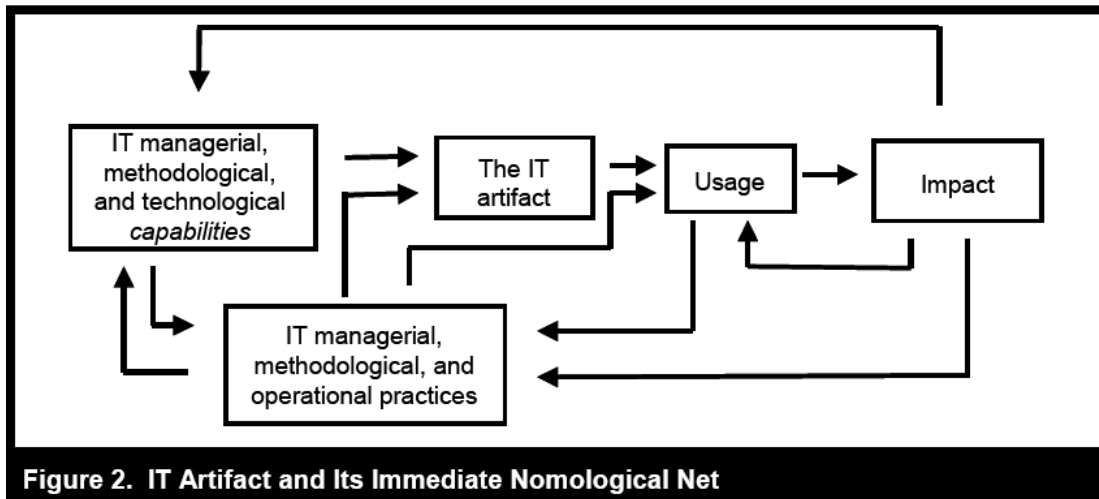 IT managerial,
methodological,
and technological
capabilities
The IT
artifact
Usage
Impact
IT managerial,
methodological, and
operational practices
Figure 2. IT Artifact and Its Immediate Nomological Net